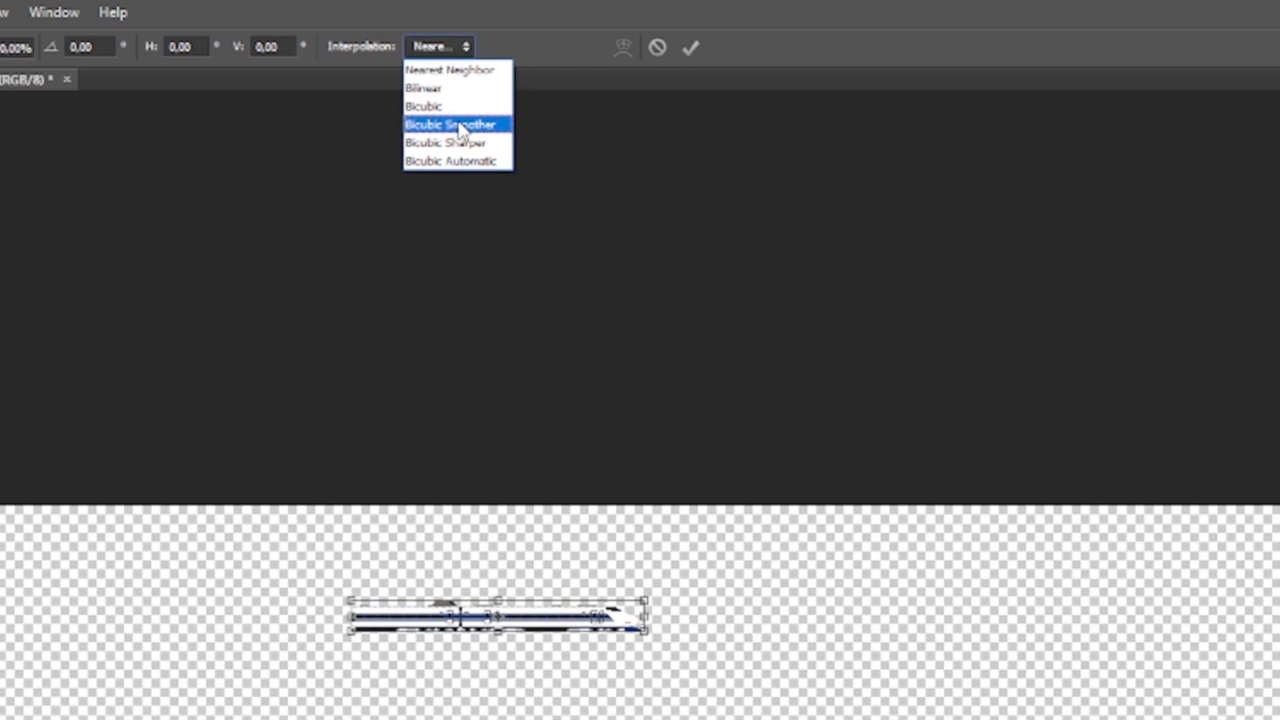 w Window Help
0,00% 0,00 ° H: 0,00 ° V: 0,00 ° Interpolation: Neare...
(RGB/8) * ×
Nearest Neighbor
Bilinear
Bicubic
Bicubic Smoother
Bicubic Sharper
Bicubic Automatic